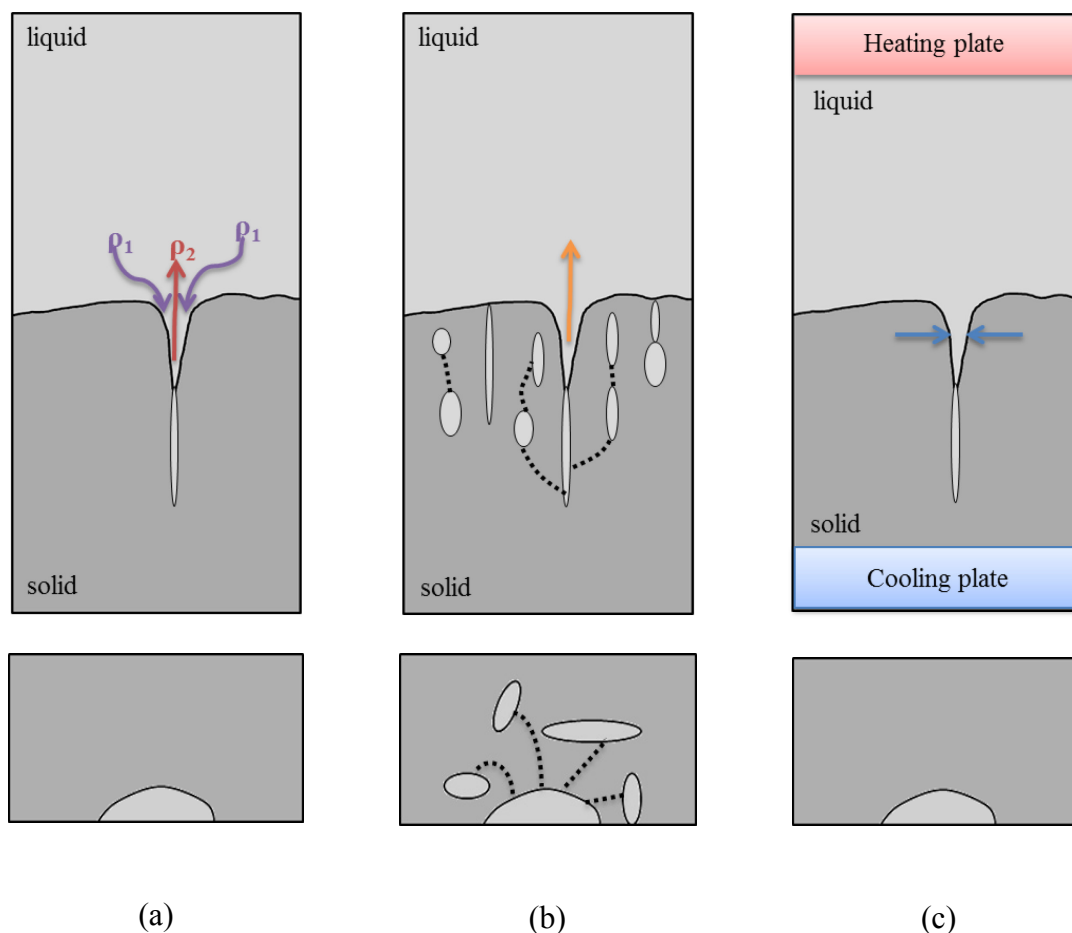 liquid
ρ₁
ρ₂
ρ₁
solid
liquid
solid
Heating plate
liquid
solid
Cooling plate
(a)
(b)
(c)